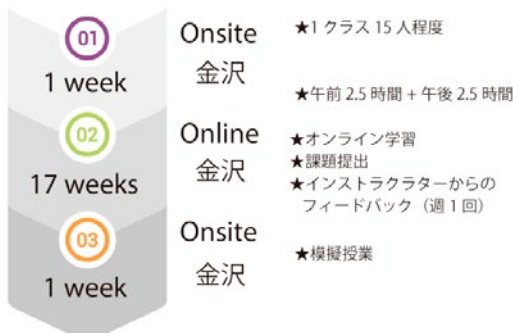 01
1 week
Onsite
金沢
★1クラス 15 人程度
★午前 2.5 時間 + 午後 2.5 時間
02
17 weeks
Online
金沢
★オンライン学習
★課題提出
★インストラクラターからの
フィードバック（週 1 回）
03
1 week
Onsite
金沢
★模擬授業